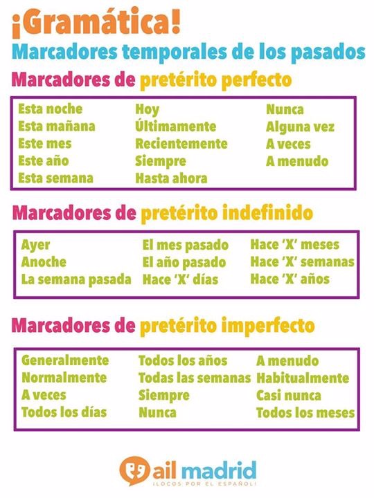 ¡Gramática!
Marcadores temporales de los pasados
Marcadores de pretérito perfecto
Esta noche Hoy Nunca
Esta mañana Últimamente Alguna vez
Este mes Recientemente A veces
Este año Siempre A menudo
Esta semana Hasta ahora
Marcadores de pretérito indefinido
Ayer El mes pasado Hace 'X' meses
Anoche El año pasado Hace 'X' semanas
La semana pasada Hace 'X' días Hace 'X' años
Marcadores de pretérito imperfecto
Generalmente Todos los años A menudo
Normalmente Todas las semanas Habitualmente
A veces Siempre Casi nunca
Todos los días Nunca Todos los meses
ail madrid
¡LOCOS POR EL ESPAÑOL!